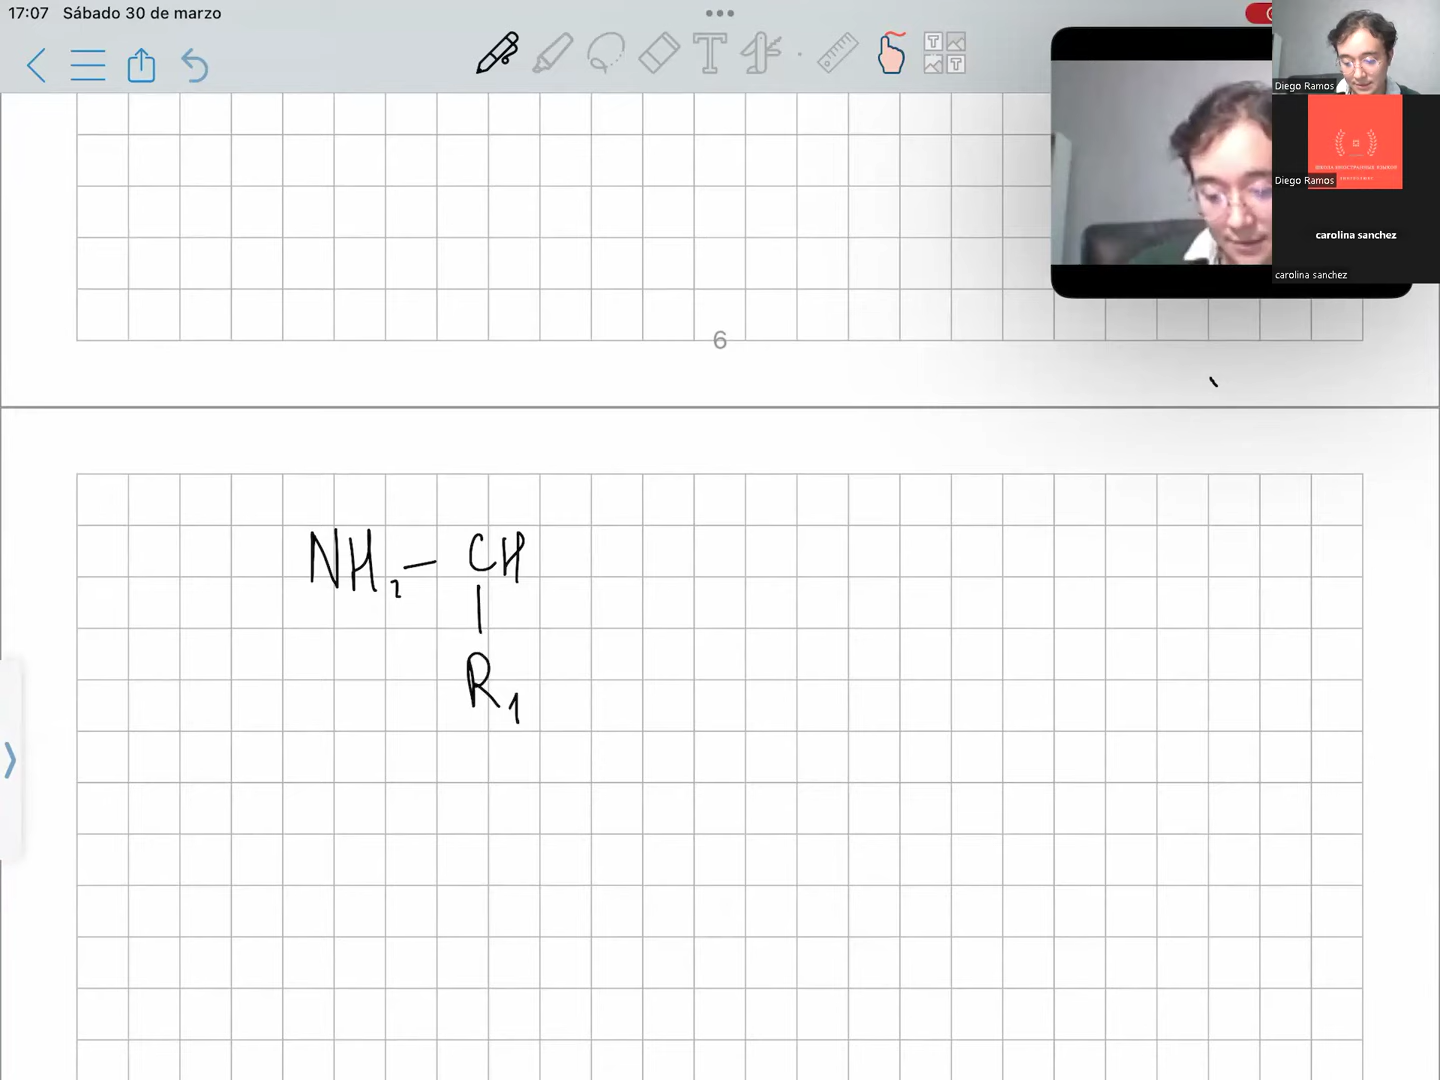 17:07 Sábado 30 de marzo
Diego Ramos
Diego Ramos
carolina sanchez
carolina sanchez
6
NH₂ — CH
|
R₁